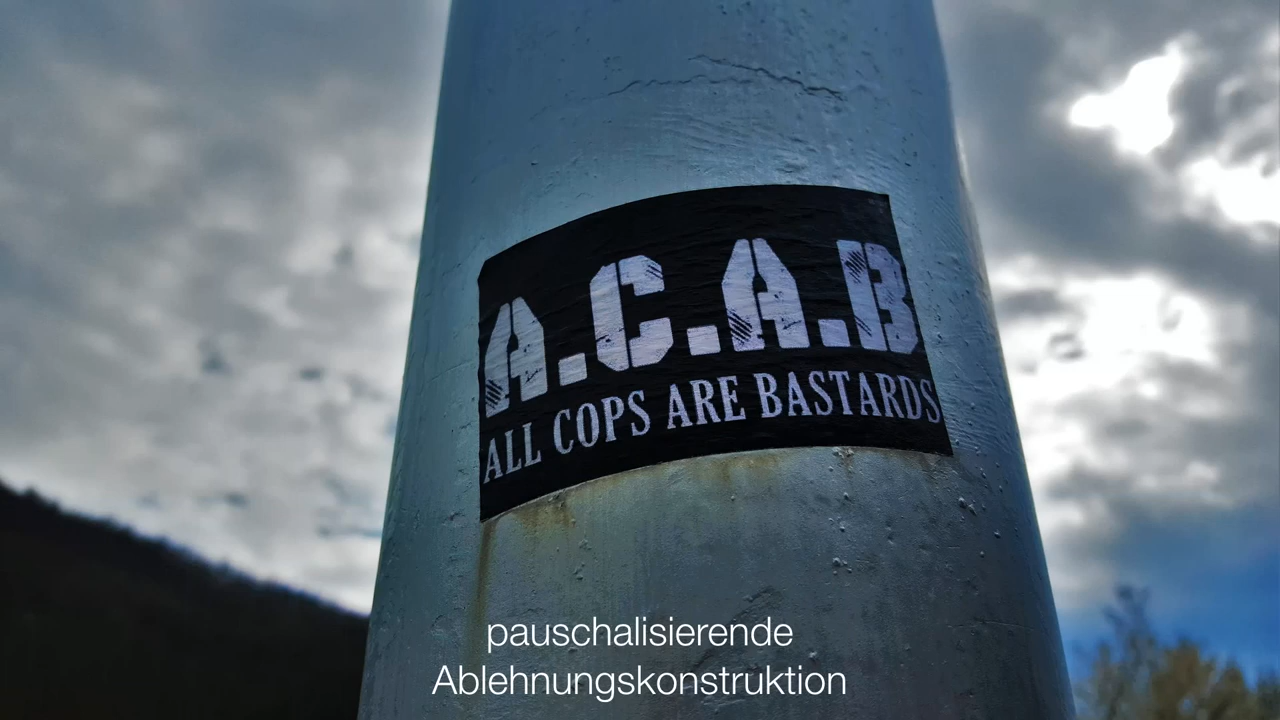 A.C.A.B
ALL COPS ARE BASTARDS
pauschalisierende
Ablehnungskonstruktion